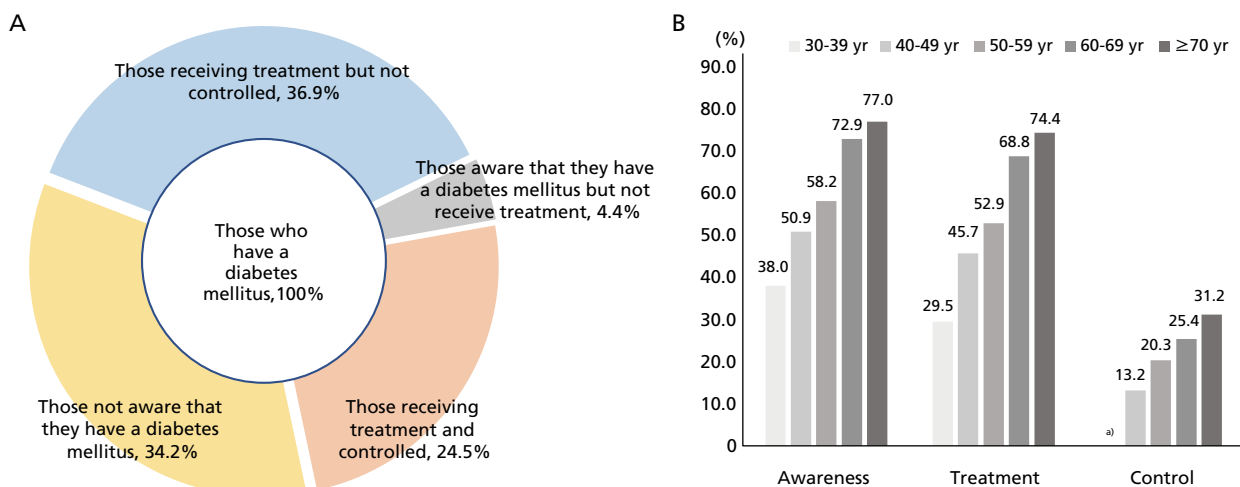 A
Those receiving treatment but not
controlled, 36.9%
Those aware that they have
a diabetes mellitus but not
receive treatment, 4.4%
Those who
have a
diabetes
mellitus,100%
Those not aware that
they have a diabetes
mellitus, 34.2%
Those receiving
treatment and
controlled, 24.5%
B
(%)
30-39 yr 40-49 yr 50-59 yr 60-69 yr ≥70 yr
90.0
80.0
70.0
60.0
50.0
40.0
30.0
20.0
10.0
0
38.0 50.9 58.2 72.9 77.0
29.5 45.7 52.9 68.8 74.4
a) 13.2 20.3 25.4 31.2
Awareness Treatment Control